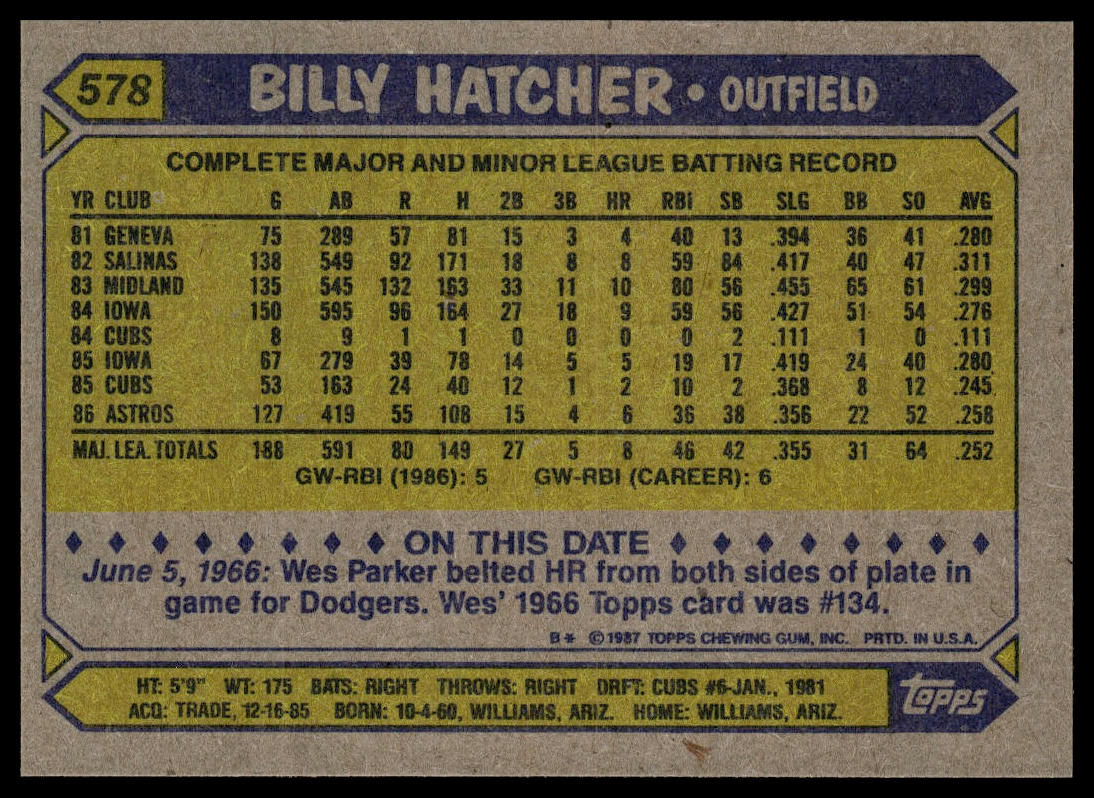 578 BILLY HATCHER • OUTFIELD
COMPLETE MAJOR AND MINOR LEAGUE BATTING RECORD
YR CLUB G AB R H 2B 3B HR RBI SB SLG BB SO AVG
81 GENEVA 75 289 57 81 15 3 4 40 13 .394 36 41 .280
82 SALINAS 138 549 92 171 18 8 8 59 84 .417 40 47 .311
83 MIDLAND 135 545 132 163 33 11 10 80 56 .455 65 61 .299
84 IOWA 150 595 96 164 27 18 9 59 56 .427 51 54 .276
84 CUBS 8 9 1 1 0 0 0 0 2 .111 1 0 .111
85 IOWA 67 279 39 78 14 5 5 19 17 .419 24 40 .280
85 CUBS 53 163 24 40 12 1 2 10 2 .368 8 12 .245
86 ASTROS 127 419 55 108 15 4 6 36 38 .356 22 52 .258
MAJ. LEA. TOTALS 188 591 80 149 27 5 8 46 42 .355 31 64 .252
GW-RBI (1986): 5 GW-RBI (CAREER): 6
ON THIS DATE
June 5, 1966: Wes Parker belted HR from both sides of plate in
game for Dodgers. Wes' 1966 Topps card was #134.
B* © 1987 TOPPS CHEWING GUM, INC. PRTD. IN U.S.A.
HT: 5'9" WT: 175 BATS: RIGHT THROWS: RIGHT DRFT: CUBS #6-JAN., 1981
ACQ: TRADE, 12-16-85 BORN: 10-4-60, WILLIAMS, ARIZ. HOME: WILLIAMS, ARIZ.
topps